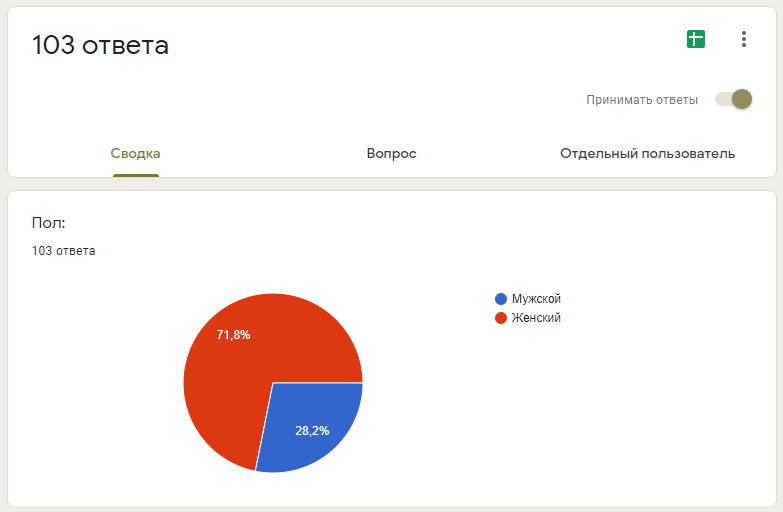 103 ответа
Принимать ответы
Сводка
Вопрос
Отдельный пользователь
Пол:
103 ответа
Мужской
Женский
71,8%
28,2%